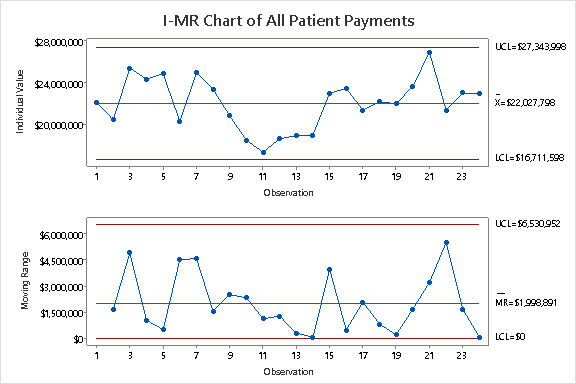 I-MR Chart of All Patient Payments
$28,000,000
$24,000,000
$20,000,000
Individual Value
UCL=$27,343,998
X=$22,027,798
LCL=$16,711,598
1 3 5 7 9 11 13 15 17 19 21 23
Observation
$6,000,000
$4,500,000
$3,000,000
$1,500,000
$0
Moving Range
UCL=$6,530,952
MR=$1,998,891
LCL=$0
1 3 5 7 9 11 13 15 17 19 21 23
Observation